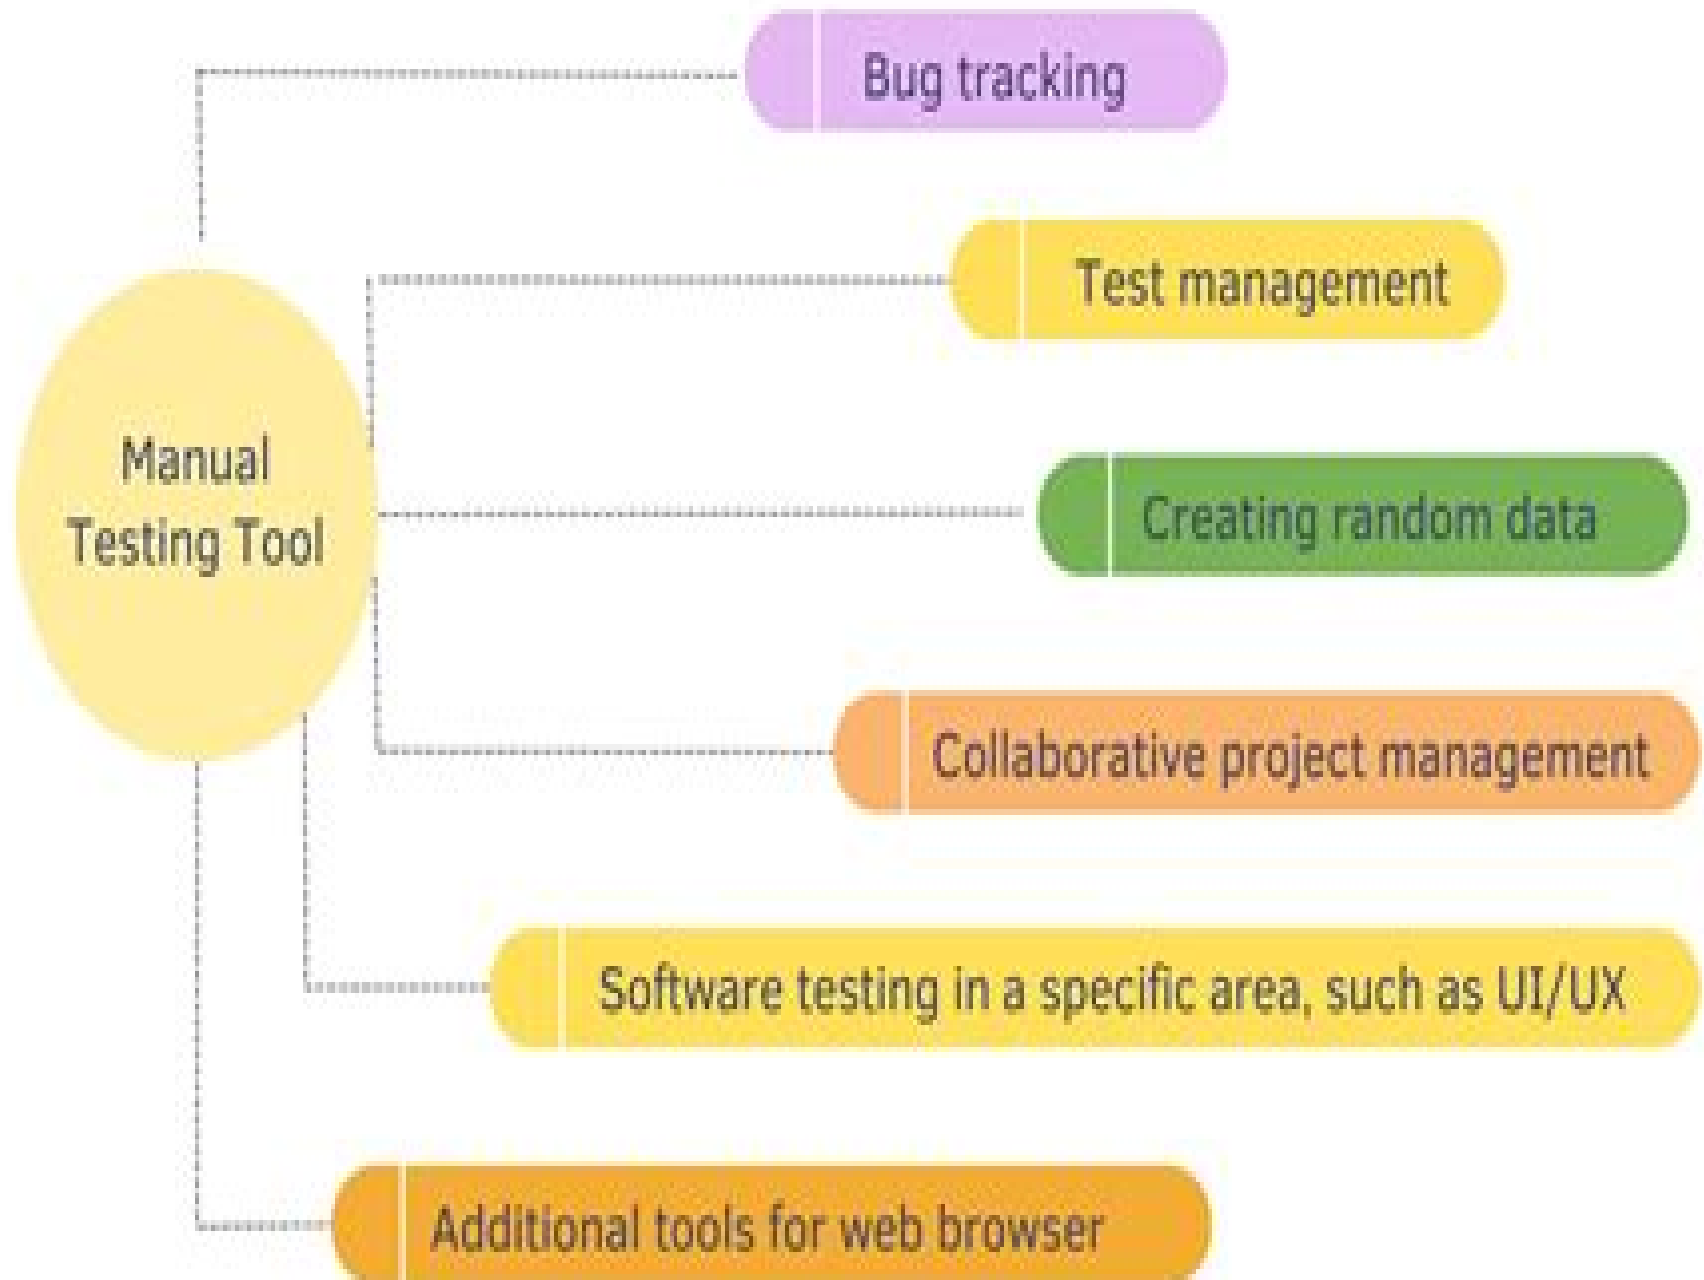 Bug tracking
Test management
Manual
Testing Tool
Creating random data
Collaborative project management
Software testing in a specific area, such as UI/UX
Additional tools for web browser